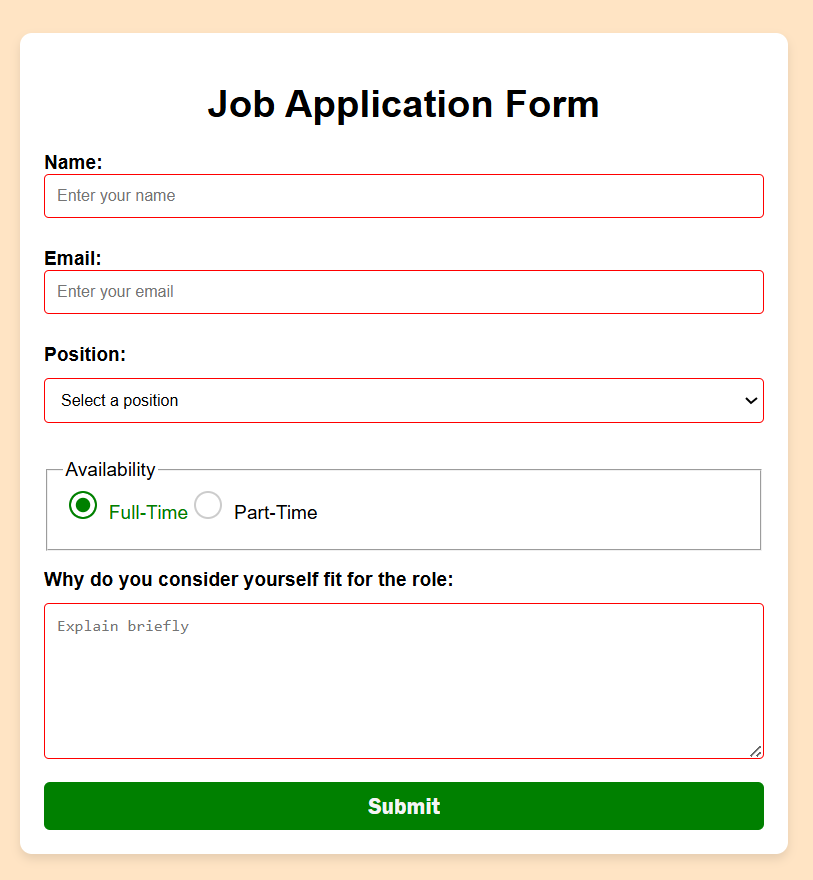 Job Application Form
Name:
Enter your name
Email:
Enter your email
Position:
Select a position
Availability
Full-Time Part-Time
Why do you consider yourself fit for the role:
Explain briefly
Submit